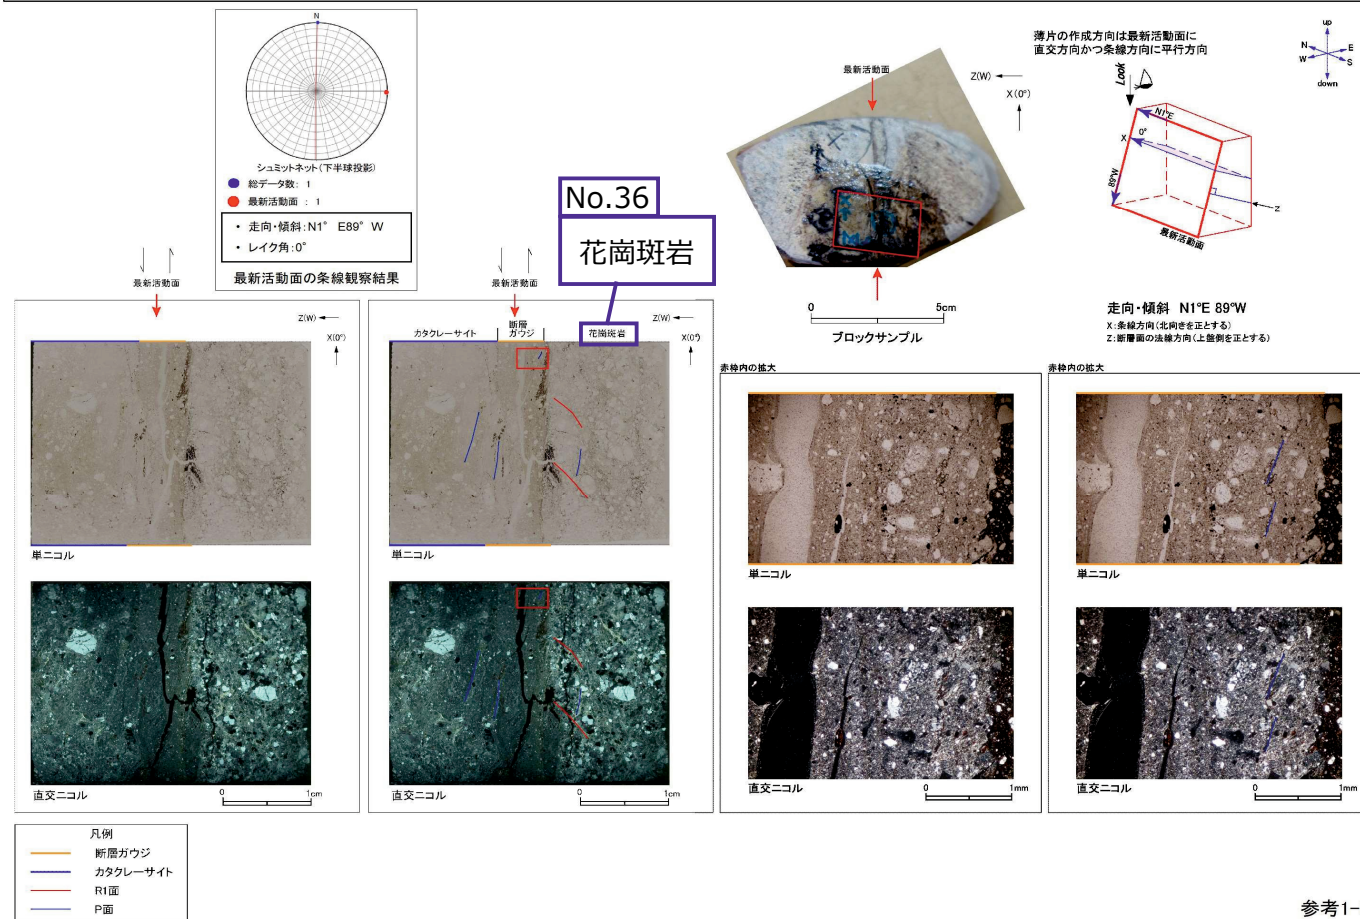 N
シュミットネット(下半球投影)
総データ数: 1
最新活動面 : 1
・ 走向・傾斜:N1° E89° W
・ レイク角:0°
最新活動面の条線観察結果
No.36
花崗斑岩
最新活動面
Z(W)
X(0°)
単ニコル
直交ニコル
0 1cm
最新活動面
カタクレーサイト
断層
ガウジ
花崗斑岩
Z(W)
X(0°)
単ニコル
直交ニコル
0 1cm
最新活動面
Z(W)
X(0°)
0 5cm
ブロックサンプル
薄片の作成方向は最新活動面に
直交方向かつ条線方向に平行方向
up
N
E
W
S
down
Look
N1°E
X
0°
89°W
Z
最新活動面
走向・傾斜 N1°E 89°W
X:条線方向(北向きを正とする)
Z:断層面の法線方向(上盤側を正とする)
赤枠内の拡大
単ニコル
直交ニコル
0 1mm
赤枠内の拡大
単ニコル
直交ニコル
0 1mm
凡例
断層ガウジ
カタクレーサイト
R1面
P面
参考1-